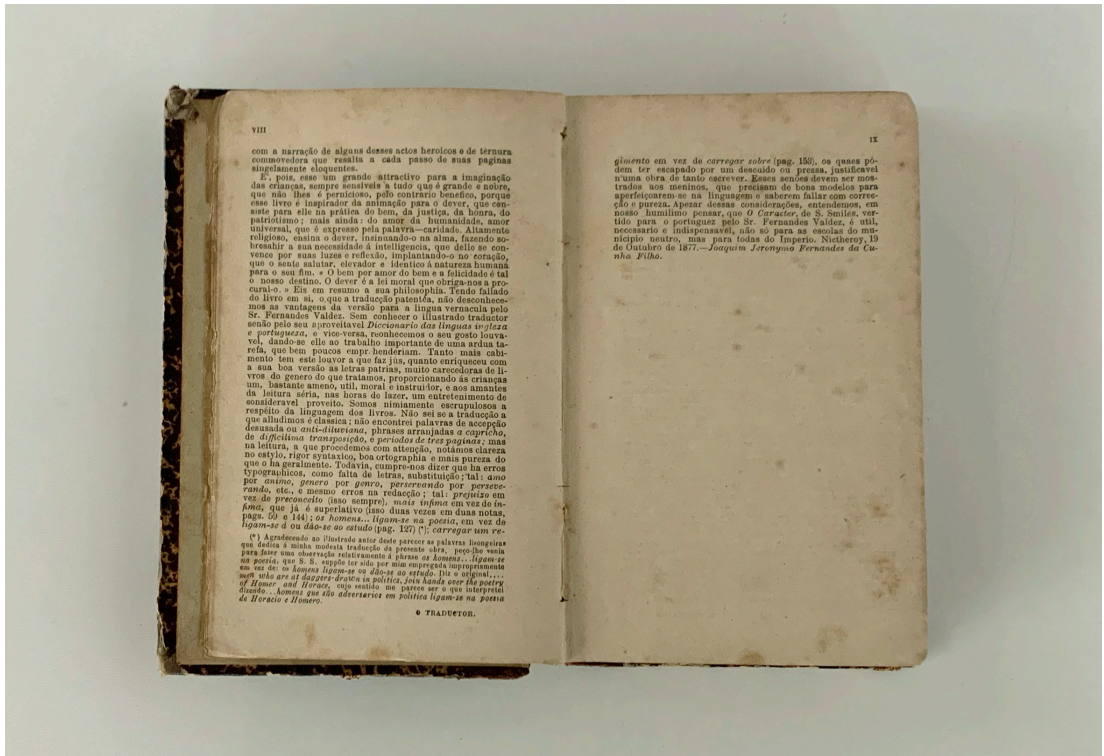 VIII
com a narração de alguns desses actos heroicos e de ternura
commovedora que resalta a cada passo de suas paginas
singelamente eloquentes.
E', pois, esse um grande attractivo para a imaginação
das crianças, sempre sensiveis a tudo que é grande e nobre,
que não lhes é pernicioso, pelo contrario benefico, porque
esse livro é inspirador da animação para o dever, que con-
siste para elle na prática do bem, da justiça, da honra, do
patriotismo; mais ainda: do amor da humanidade, amor
universal, que é expresso pela palavra—caridade. Altamente
religioso, ensina o dever, insinuando-o na alma, fazendo so-
bresahir a sua necessidade á intelligencia, que delle se con-
vence por suas luzes e reflexão, implantando-o no coração,
que o sente salutar, elevador e identico á natureza humana
para o seu fim. « O bem por amor do bem e a felicidade é tal
o nosso destino. O dever é a lei moral que obriga-nos a pro-
cural-o. » Eis em resumo a sua philosophia. Tendo fallado
do livro em si, o que a traducção patentêa, não desconhece-
mos as vantagens da versão para a lingua vernacula pelo
Sr. Fernandes Valdez. Sem conhecer o illustrado traductor
senão pelo seu aproveitavel Diccionario das linguas ingleza
e portugueza, e vice-versa, reonhecemos o seu gosto louva-
vel, dando-se elle ao trabalho importante de uma ardua ta-
refa, que bem poucos empr henderiam. Tanto mais cabi-
mento tem este louvor a que faz jús, quanto enriqueceu com
a sua boa versão as letras patrias, muito carecedoras de li-
vros do genero do que tratamos, proporcionando ás crianças
um, bastante ameno, util, moral e instruidor, e aos amantes
da leitura séria, nas horas de lazer, um entretenimento de
consideravel proveito. Somos nimiamente escrupulosos a
respeito da linguagem dos livros. Não sei se a traducção a
que alludimos é classica; não encontrei palavras de accepção
desusada ou anti-diluviana, phrases arranjadas a capricho,
de difficilima transposição, e periodos de tres paginas; mas
na leitura, a que procedemos com attenção, notámos clareza
no estylo, rigor syntaxico, boa ortographia e mais pureza do
que o ha geralmente. Todavia, cumpre-nos dizer que ha erros
typographicos, como falta de letras, substituição; tal: amo
por animo, genero por genro, perservando por perseve-
rando, etc., e mesmo erros na redacção; tal: prejuizo em
vez de preconceito (isso sempre), mais infima em vez de in-
fima, que já é superlativo (isso duas vezes em duas notas,
pags. 50 e 144); os homens... ligam-se na poesia, em vez de
ligam-se á ou dão-se ao estudo (pag. 127) (*); carregar um re-
(*) Agradecendo ao illustrado autor deste parecer as palavras lisongeiras
que dedica á minha modesta traducção da presente obra, peço-lhe venia
para fazer uma observação relativamente á phrase os homens...ligam-se
na poesia, que S. S. suppõe ter sido por mim empregada impropriamente
em vez de: os homens ligam-se ou dão-se ao estudo. Diz o original....
men who are at daggers-drawn in politics, join hands over the poetry
of Homer and Horace, cujo sentido me parece ser o que interpretei
dizendo...homens que são adversarios em politica ligam-se na poesia
de Horacio e Homero.
O TRADUCTOR.
IX
gimento em vez de carregar sobre (pag. 153), os quaes pó-
dem ter escapado por um descuido ou pressa, justificavel
n'uma obra de tanto escrever. Esses senões devem ser mos-
trados aos meninos, que precisam de bons modelos para
aperfeiçoarem-se na linguagem e saberem fallar com correc-
ção e pureza. Apezar dessas considerações, entendemos, em
nosso humilimo pensar, que O Caracter, de S. Smiles, ver-
tido para o portuguez pelo Sr. Fernandes Valdez, é util,
necessario e indispensavel, não só para as escolas do mu-
nicipio neutro, mas para todas do Imperio. Nictheroy, 19
de Outubro de 1877.—Joaquim Jeronymo Fernandes da Cu-
nha Filho.